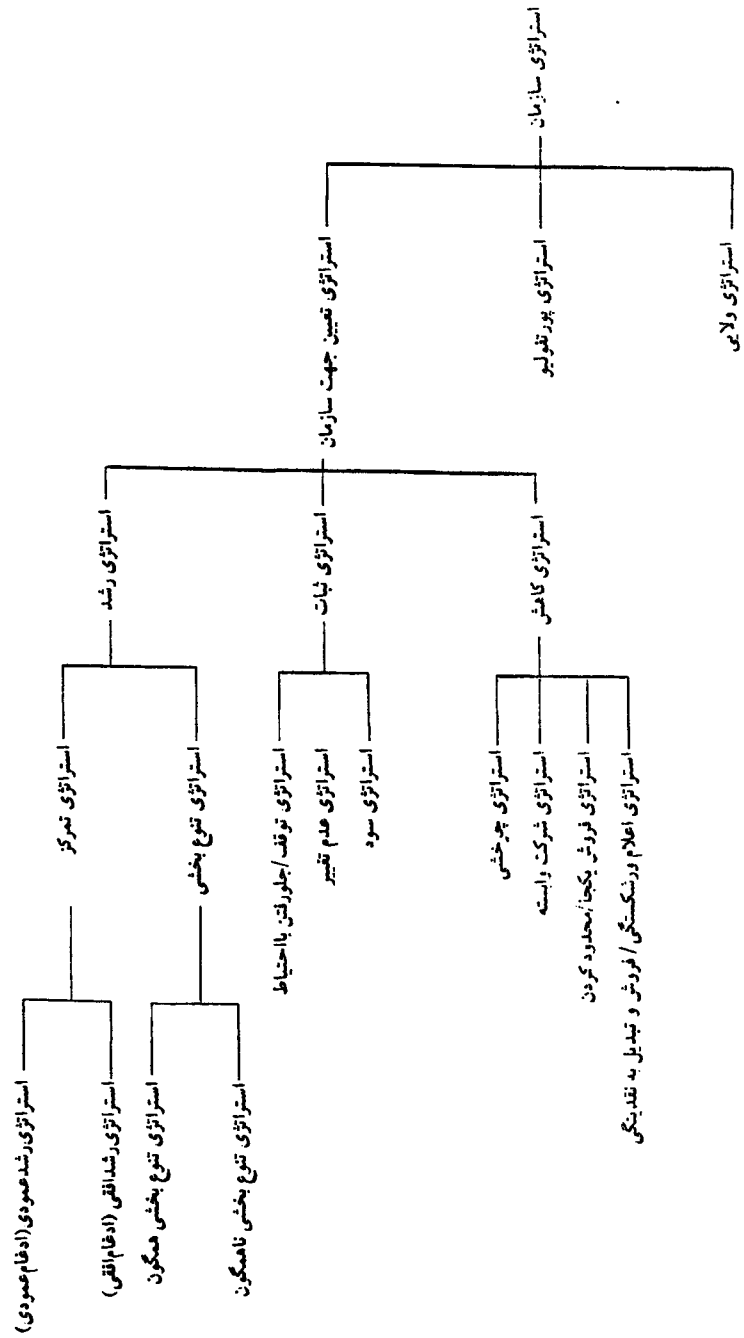 استراتژی سازمان
استراتژی تعیین جهت سازمان
استراتژی پورتفولیو
استراتژی ولایی
استراتژی رشد
استراتژی ثبات
استراتژی کاهش
استراتژی تمرکز
استراتژی تنوع بخشی
استراتژی توقف/جلورفتن بااحتیاط
استراتژی عدم تغییر
استراتژی سود
استراتژی چرخشی
استراتژی شرکت وابسته
استراتژی فروش یکجا/محدود کردن
استراتژی اعلام ورشکستگی/ فروش و تبدیل به نقدینگی
استراتژی رشد عمودی (ادغام عمودی)
استراتژی رشد افقی (ادغام افقی)
استراتژی تنوع بخشی همگون
استراتژی تنوع بخشی ناهمگون